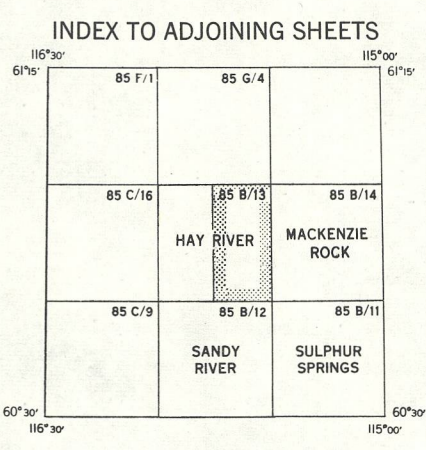 INDEX TO ADJOINING SHEETS
116°30′ 115°00′
61°15′ 61°15′
85 F/1 85 G/4
85 C/16 85 B/13 85 B/14
HAY RIVER MACKENZIE
ROCK
85 C/9 85 B/12 85 B/11
SANDY SULPHUR
RIVER SPRINGS
60°30′ 60°30′
116°30′ 115°00′